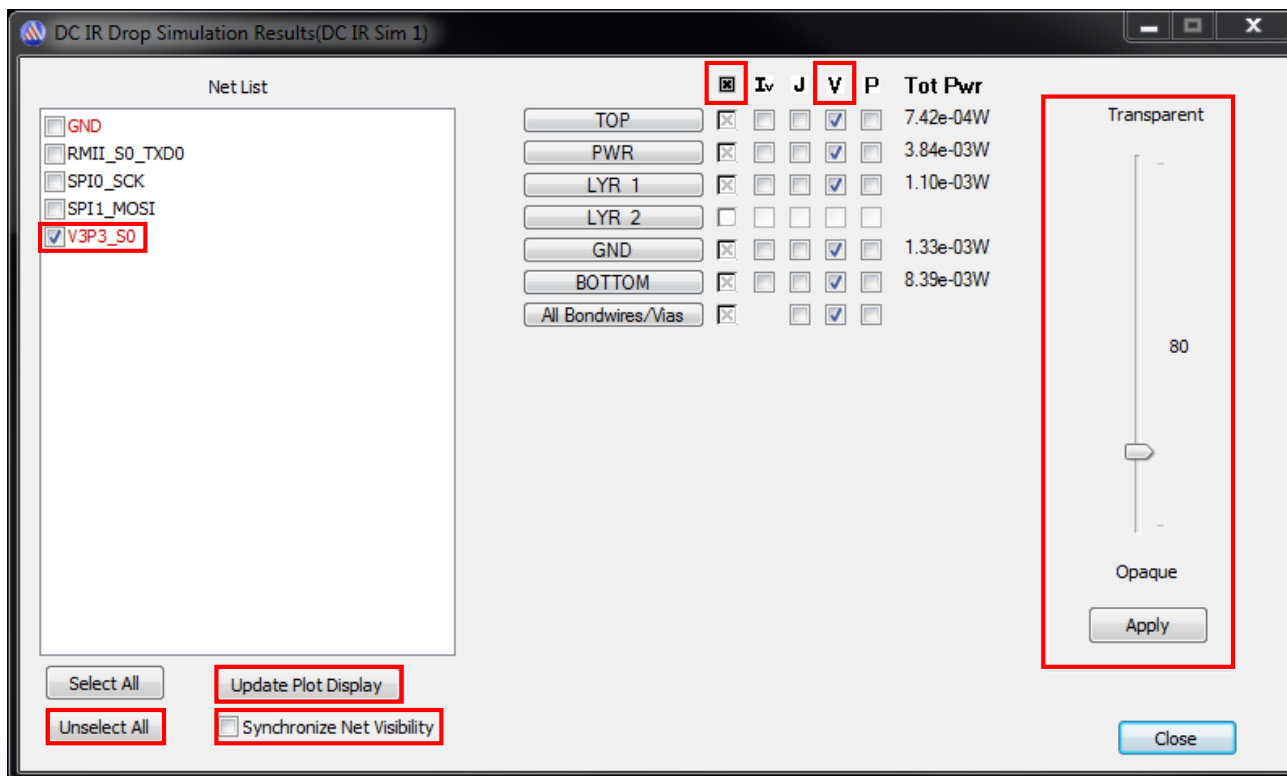 DC IR Drop Simulation Results(DC IR Sim 1)
Net List
GND
RMII_S0_TXD0
SPI0_SCK
SPI1_MOSI
V3P3_S0
Select All
Update Plot Display
Unselect All
Synchronize Net Visibility
Iv J V P Tot Pwr
TOP 7.42e-04W
PWR 3.84e-03W
LYR 1 1.10e-03W
LYR 2
GND 1.33e-03W
BOTTOM 8.39e-03W
All Bondwires/Vias
Transparent
80
Opaque
Apply
Close